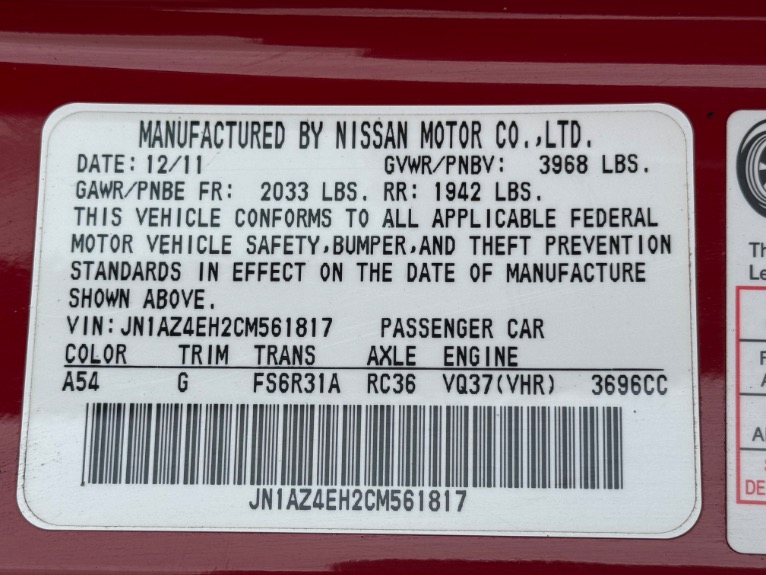 MANUFACTURED BY NISSAN MOTOR CO.,LTD.
DATE: 12/11 GVWR/PNBV: 3968 LBS.
GAWR/PNBE FR: 2033 LBS. RR: 1942 LBS.
THIS VEHICLE CONFORMS TO ALL APPLICABLE FEDERAL
MOTOR VEHICLE SAFETY,BUMPER,AND THEFT PREVENTION
STANDARDS IN EFFECT ON THE DATE OF MANUFACTURE
SHOWN ABOVE.
VIN: JN1AZ4EH2CM561817 PASSENGER CAR
COLOR TRIM TRANS AXLE ENGINE
A54 G FS6R31A RC36 VQ37(VHR) 3696CC
JN1AZ4EH2CM561817